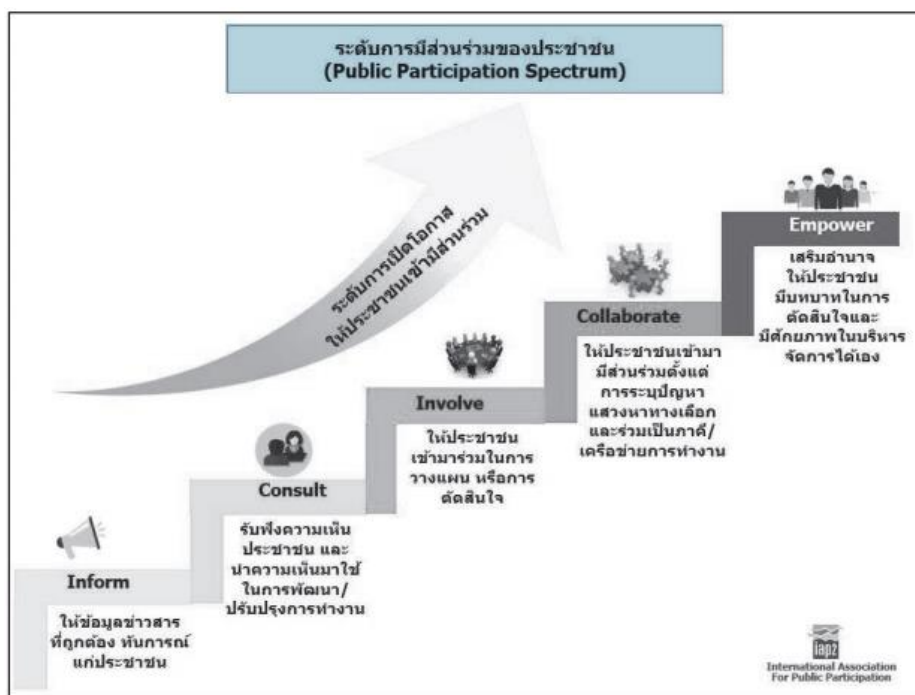 ระดับการมีส่วนร่วมของประชาชน
(Public Participation Spectrum)
ระดับการเปิดโอกาส
ให้ประชาชนเข้ามีส่วนร่วม
Inform
ให้ข้อมูลข่าวสาร
ที่ถูกต้อง ทันการณ์
แก่ประชาชน
Consult
รับฟังความเห็น
ประชาชน และ
นำความเห็นมาใช้
ในการพัฒนา/
ปรับปรุงการทำงาน
Involve
ให้ประชาชน
เข้ามาร่วมในการ
วางแผน หรือการ
ตัดสินใจ
Collaborate
ให้ประชาชนเข้ามา
มีส่วนร่วมตั้งแต่
การระบุปัญหา
แสวงหาทางเลือก
และร่วมเป็นภาคี/
เครือข่ายการทำงาน
Empower
เสริมอำนาจ
ให้ประชาชน
มีบทบาทในการ
ตัดสินใจและ
มีศักยภาพในบริหาร
จัดการได้เอง
iap2
International Association
For Public Participation